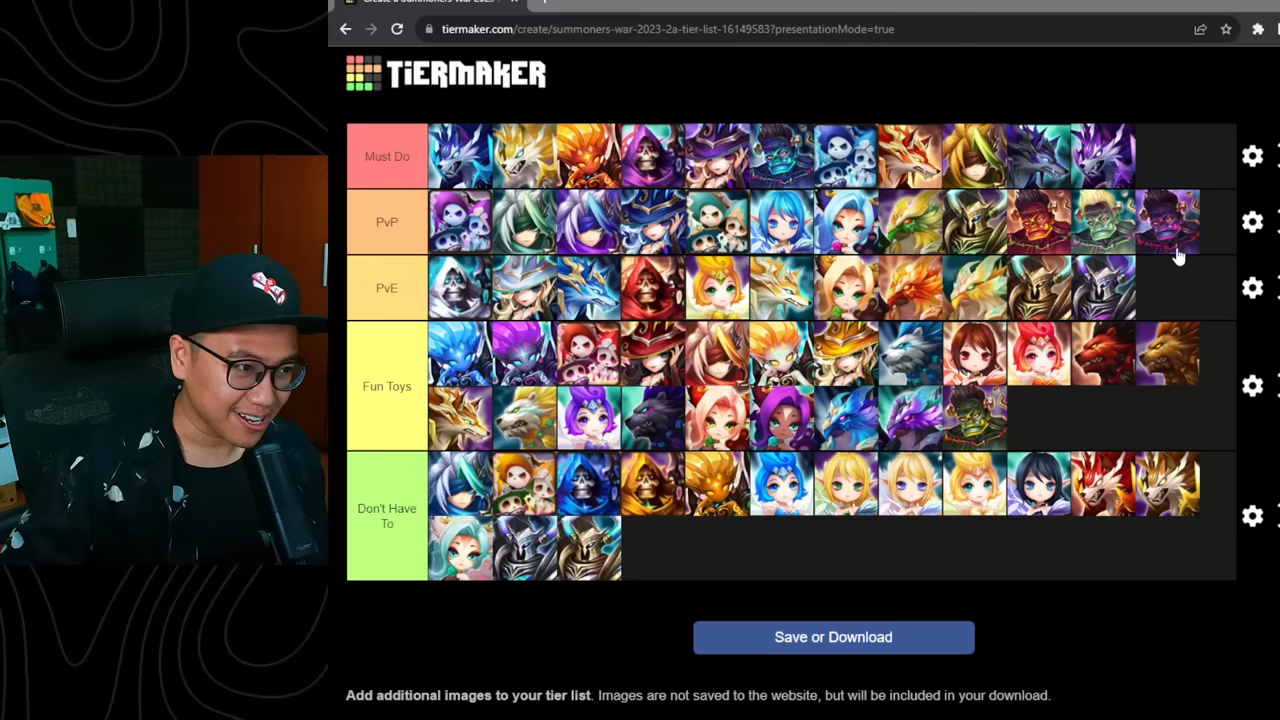 tiermaker.com/create/summoners-war-2023-2a-tier-list-16149583?presentationMode=true
TiERMAKER
Must Do
PvP
PvE
Fun Toys
Don't Have
To
Save or Download
Add additional images to your tier list. Images are not saved to the website, but will be included in your download.